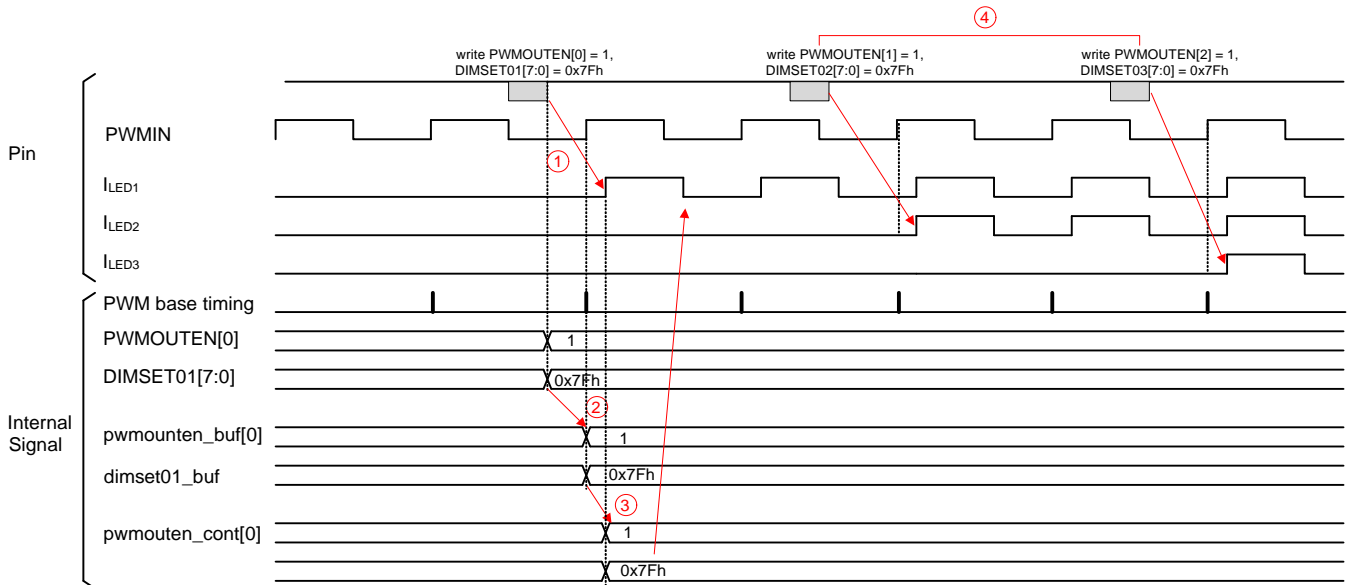 ④
write PWMOUTEN[0] = 1,
DIMSET01[7:0] = 0x7Fh
write PWMOUTEN[1] = 1,
DIMSET02[7:0] = 0x7Fh
write PWMOUTEN[2] = 1,
DIMSET03[7:0] = 0x7Fh
Pin
PWMIN
①
ILED1
ILED2
ILED3
PWM base timing
PWMOUTEN[0]
1
DIMSET01[7:0]
0x7Fh
Internal
Signal
②
pwmounten_buf[0]
1
dimset01_buf
0x7Fh
③
pwmouten_cont[0]
1
0x7Fh